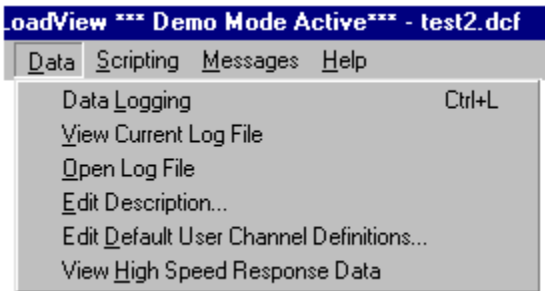 LoadView *** Demo Mode Active*** - test2.dcf
Data Scripting Messages Help
Data Logging Ctrl+L
View Current Log File
Open Log File
Edit Description...
Edit Default User Channel Definitions...
View High Speed Response Data